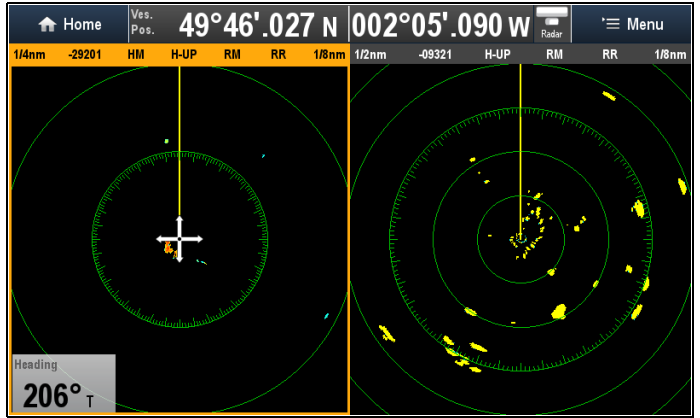 Home
Ves. Pos.
49°46'.027 N
002°05'.090 W
Radar
Menu
1/4nm -29201 HM H-UP RM RR 1/8nm
1/2nm -09321 H-UP RM RR 1/8nm
Heading
206° T